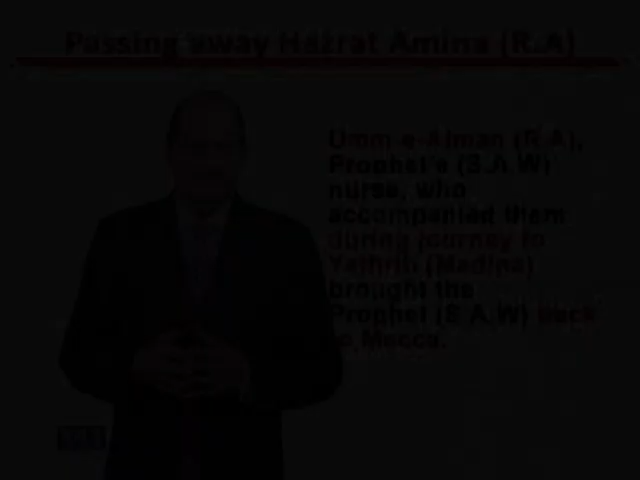 Passing away Hazrat Amina (R.A)
Umm-e-Aiman (R.A),
Prophet's (S.A.W)
nurse, who
accompanied them
during journey to
Yathrib (Madina)
brought the
Prophet (S.A.W) back
to Mecca.